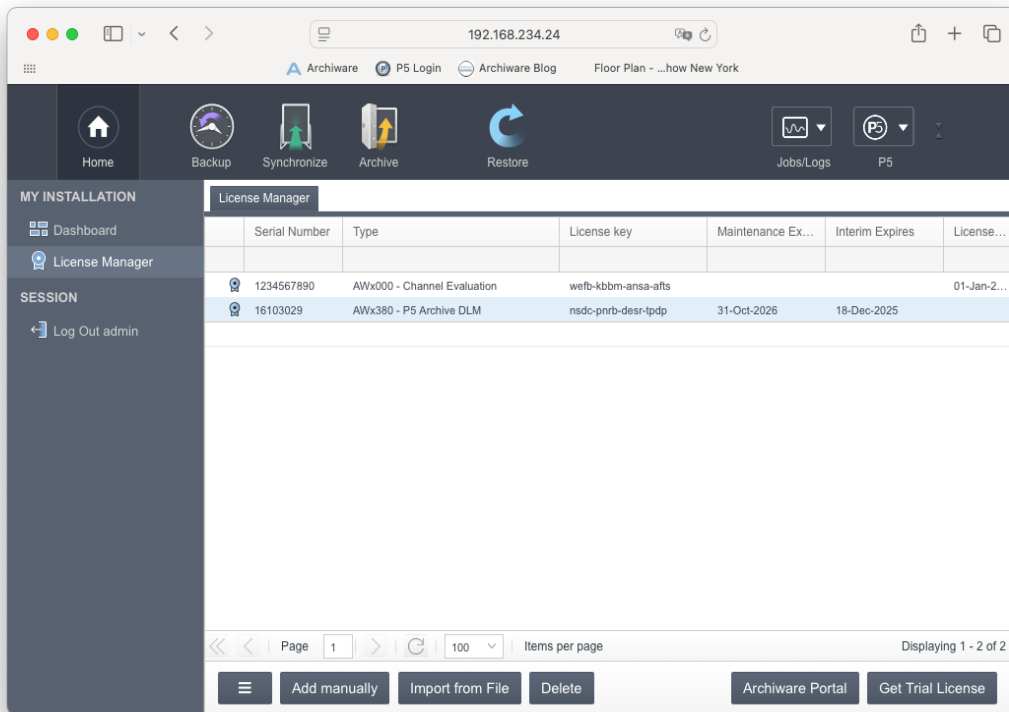 192.168.234.24
Archiware P5 Login Archiware Blog Floor Plan - ...how New York
Home Backup Synchronize Archive Restore Jobs/Logs P5
MY INSTALLATION
Dashboard
License Manager
SESSION
Log Out admin
License Manager
Serial Number Type License key Maintenance Ex... Interim Expires License...
1234567890 AWx000 - Channel Evaluation wefb-kbbm-ansa-afts 01-Jan-2...
16103029 AWx380 - P5 Archive DLM nsdc-pnrb-desr-tpdp 31-Oct-2026 18-Dec-2025
Page 1 100 Items per page Displaying 1 - 2 of 2
Add manually Import from File Delete Archiware Portal Get Trial License